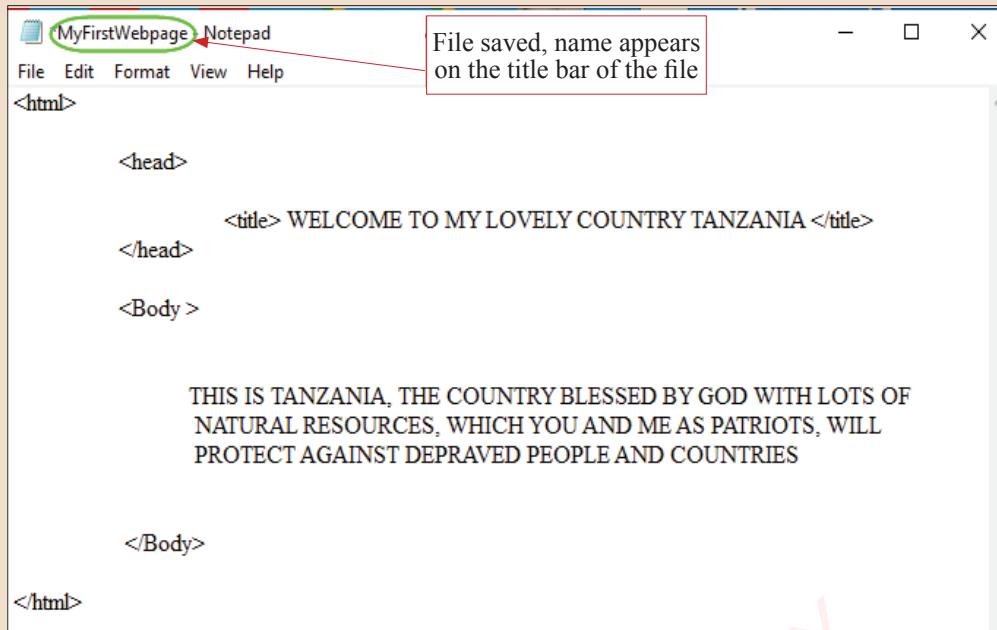 *MyFirstWebpage - Notepad
File saved, name appears
on the title bar of the file
File Edit Format View Help
<html>
<head>
<title> WELCOME TO MY LOVELY COUNTRY TANZANIA </title>
</head>
<Body >
THIS IS TANZANIA, THE COUNTRY BLESSED BY GOD WITH LOTS OF
NATURAL RESOURCES, WHICH YOU AND ME AS PATRIOTS, WILL
PROTECT AGAINST DEPRAVED PEOPLE AND COUNTRIES
</Body>
</html>